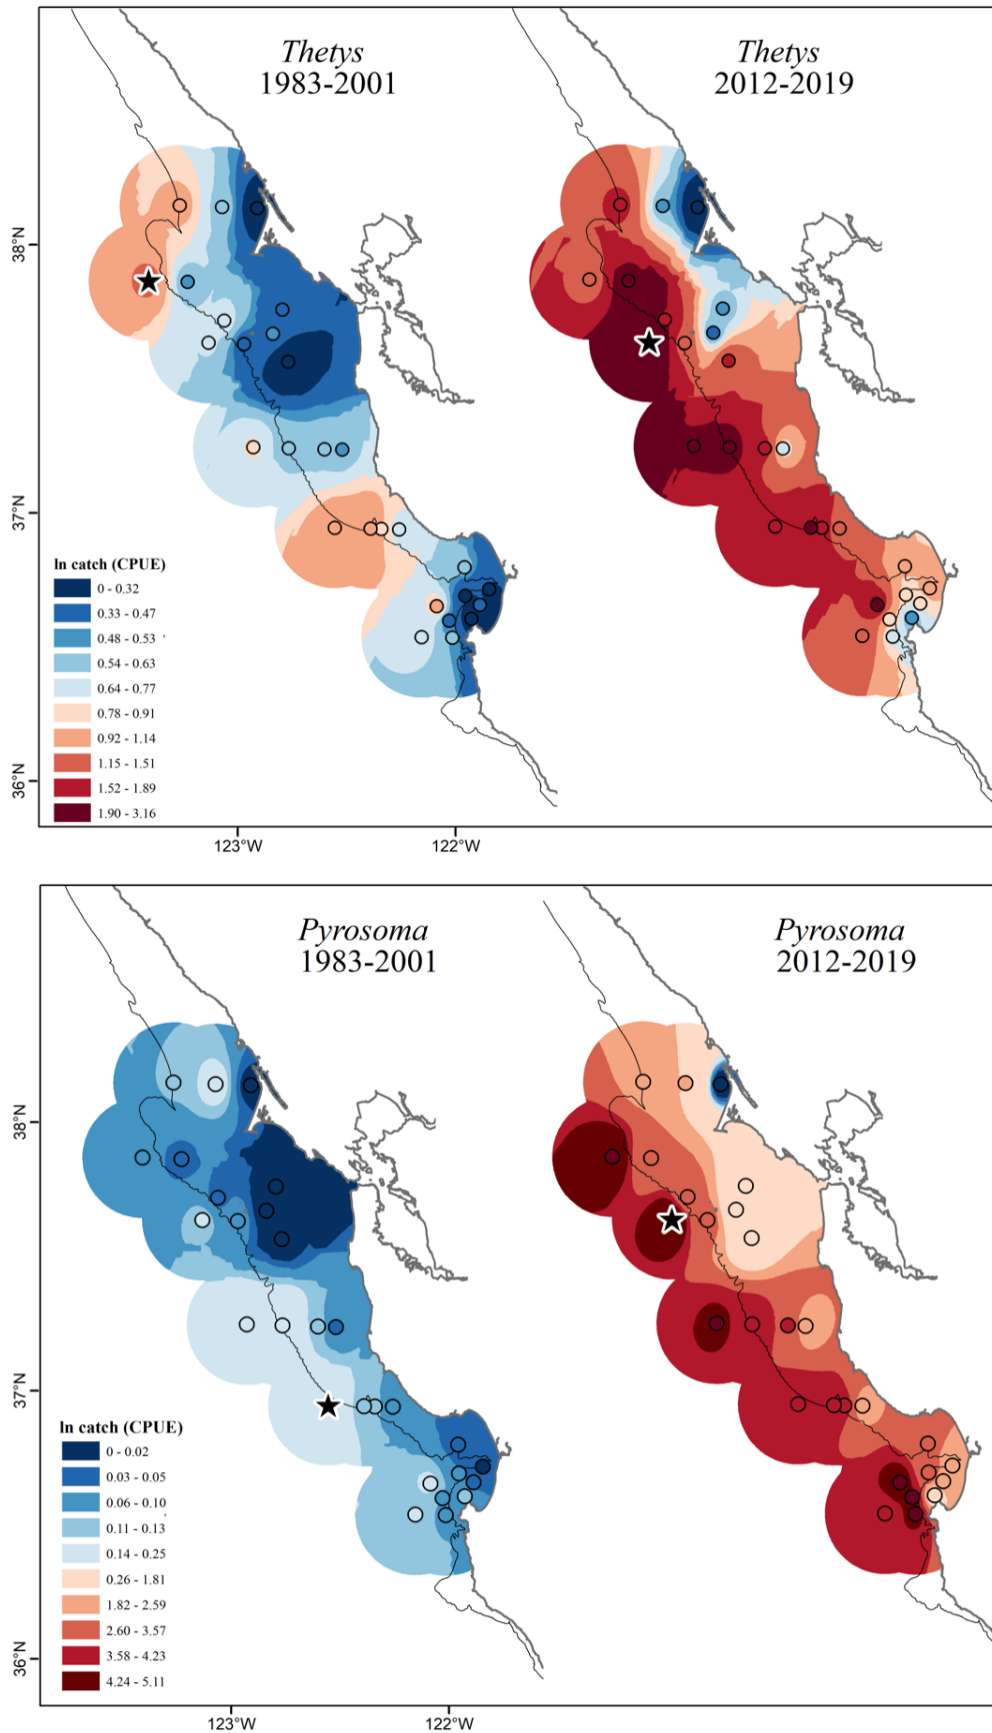 Thetys
1983-2001
Thetys
2012-2019
38°N
37°N
36°N
ln catch (CPUE)
0 - 0.32
0.33 - 0.47
0.48 - 0.53
0.54 - 0.63
0.64 - 0.77
0.78 - 0.91
0.92 - 1.14
1.15 - 1.51
1.52 - 1.89
1.90 - 3.16
123°W
122°W
Pyrosoma
1983-2001
Pyrosoma
2012-2019
38°N
37°N
36°N
ln catch (CPUE)
0 - 0.02
0.03 - 0.05
0.06 - 0.10
0.11 - 0.13
0.14 - 0.25
0.26 - 1.81
1.82 - 2.59
2.60 - 3.57
3.58 - 4.23
4.24 - 5.11
123°W
122°W